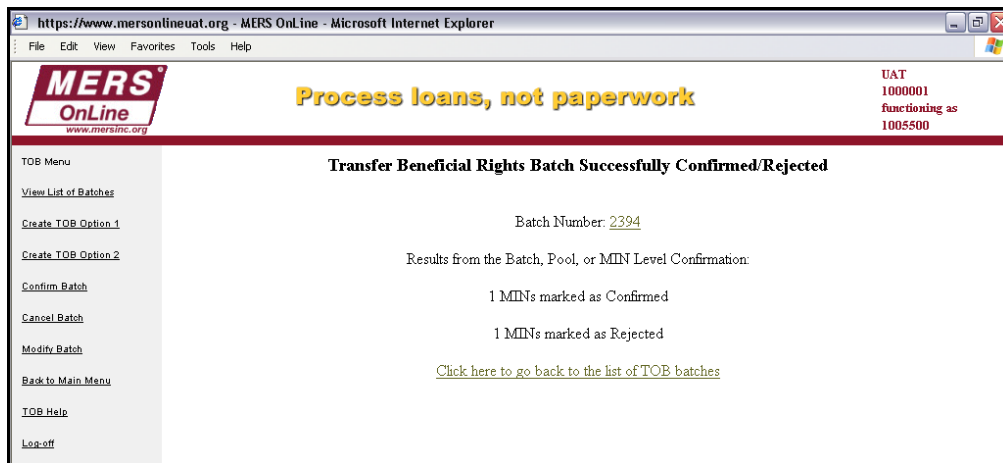 https://www.mersonlineuat.org - MERS OnLine - Microsoft Internet Explorer
File Edit View Favorites Tools Help
MERS®
OnLine
www.mersinc.org
Process loans, not paperwork
UAT
1000001
functioning as
1005500
TOB Menu
View List of Batches
Create TOB Option 1
Create TOB Option 2
Confirm Batch
Cancel Batch
Modify Batch
Back to Main Menu
TOB Help
Log-off
Transfer Beneficial Rights Batch Successfully Confirmed/Rejected
Batch Number: 2394
Results from the Batch, Pool, or MIN Level Confirmation:
1 MINs marked as Confirmed
1 MINs marked as Rejected
Click here to go back to the list of TOB batches